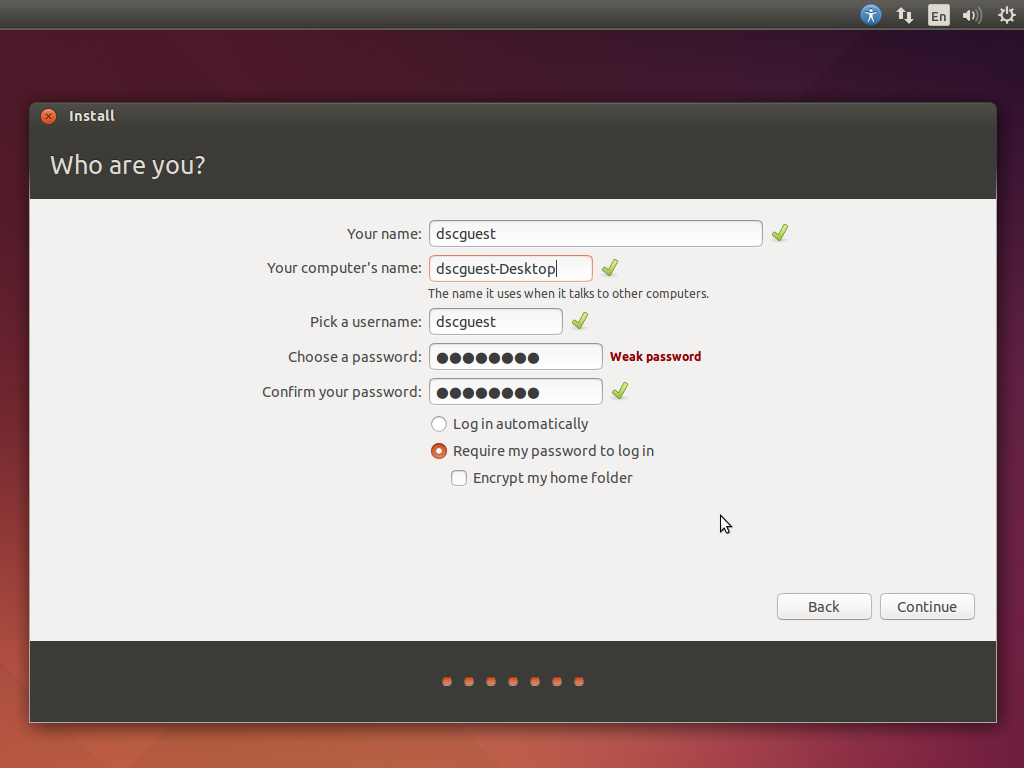 En
Install
Who are you?
Your name: dscguest
Your computer's name: dscguest-Desktop
The name it uses when it talks to other computers.
Pick a username: dscguest
Choose a password: ●●●●●●●● Weak password
Confirm your password: ●●●●●●●●
Log in automatically
Require my password to log in
Encrypt my home folder
Back Continue